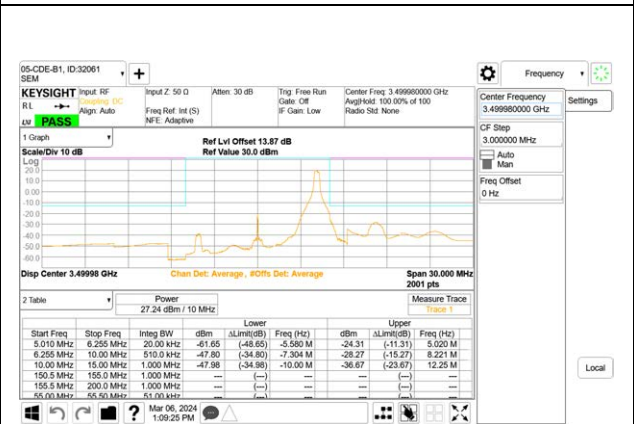 05-CDE-B1, ID:32061
SEM
Frequency
KEYSIGHT Input: RF Input Z: 50 Ω Atten: 30 dB Trig: Free Run Center Freq: 3.499980000 GHz
RL Coupling: DC Gate: Off Avg|Hold: 100.00% of 100
Align: Auto Freq Ref: Int (S) IF Gain: Low Radio Std: None
PASS NFE: Adaptive
Center Frequency
3.499980000 GHz
Settings
CF Step
3.000000 MHz
Auto
Man
Freq Offset
0 Hz
1 Graph
Ref Lvl Offset 13.87 dB
Scale/Div 10 dB Ref Value 30.0 dBm
Log
20.0
10.0
0.00
-10.0
-20.0
-30.0
-40.0
-50.0
-60.0
Disp Center 3.49998 GHz Chan Det: Average , #Offs Det: Average Span 30.000 MHz
2001 pts
2 Table Power Measure Trace
27.24 dBm / 10 MHz Trace 1
Lower Upper
Start Freq Stop Freq Integ BW dBm ΔLimit(dB) Freq (Hz) dBm ΔLimit(dB) Freq (Hz)
5.010 MHz 6.255 MHz 20.00 kHz -61.65 (-48.65) -5.580 M -24.31 (-11.31) 5.020 M
6.255 MHz 10.00 MHz 510.0 kHz -47.80 (-34.80) -7.304 M -28.27 (-15.27) 8.221 M
10.00 MHz 15.00 MHz 1.000 MHz -47.98 (-34.98) -10.00 M -36.67 (-23.67) 12.25 M
150.5 MHz 155.0 MHz 1.000 MHz --- (---) --- --- (---) ---
155.5 MHz 200.0 MHz 1.000 MHz --- (---) --- --- (---) ---
55.00 MHz 55.50 MHz 51.00 kHz --- (---) --- --- (---) ---
Local
Mar 06, 2024
1:09:25 PM